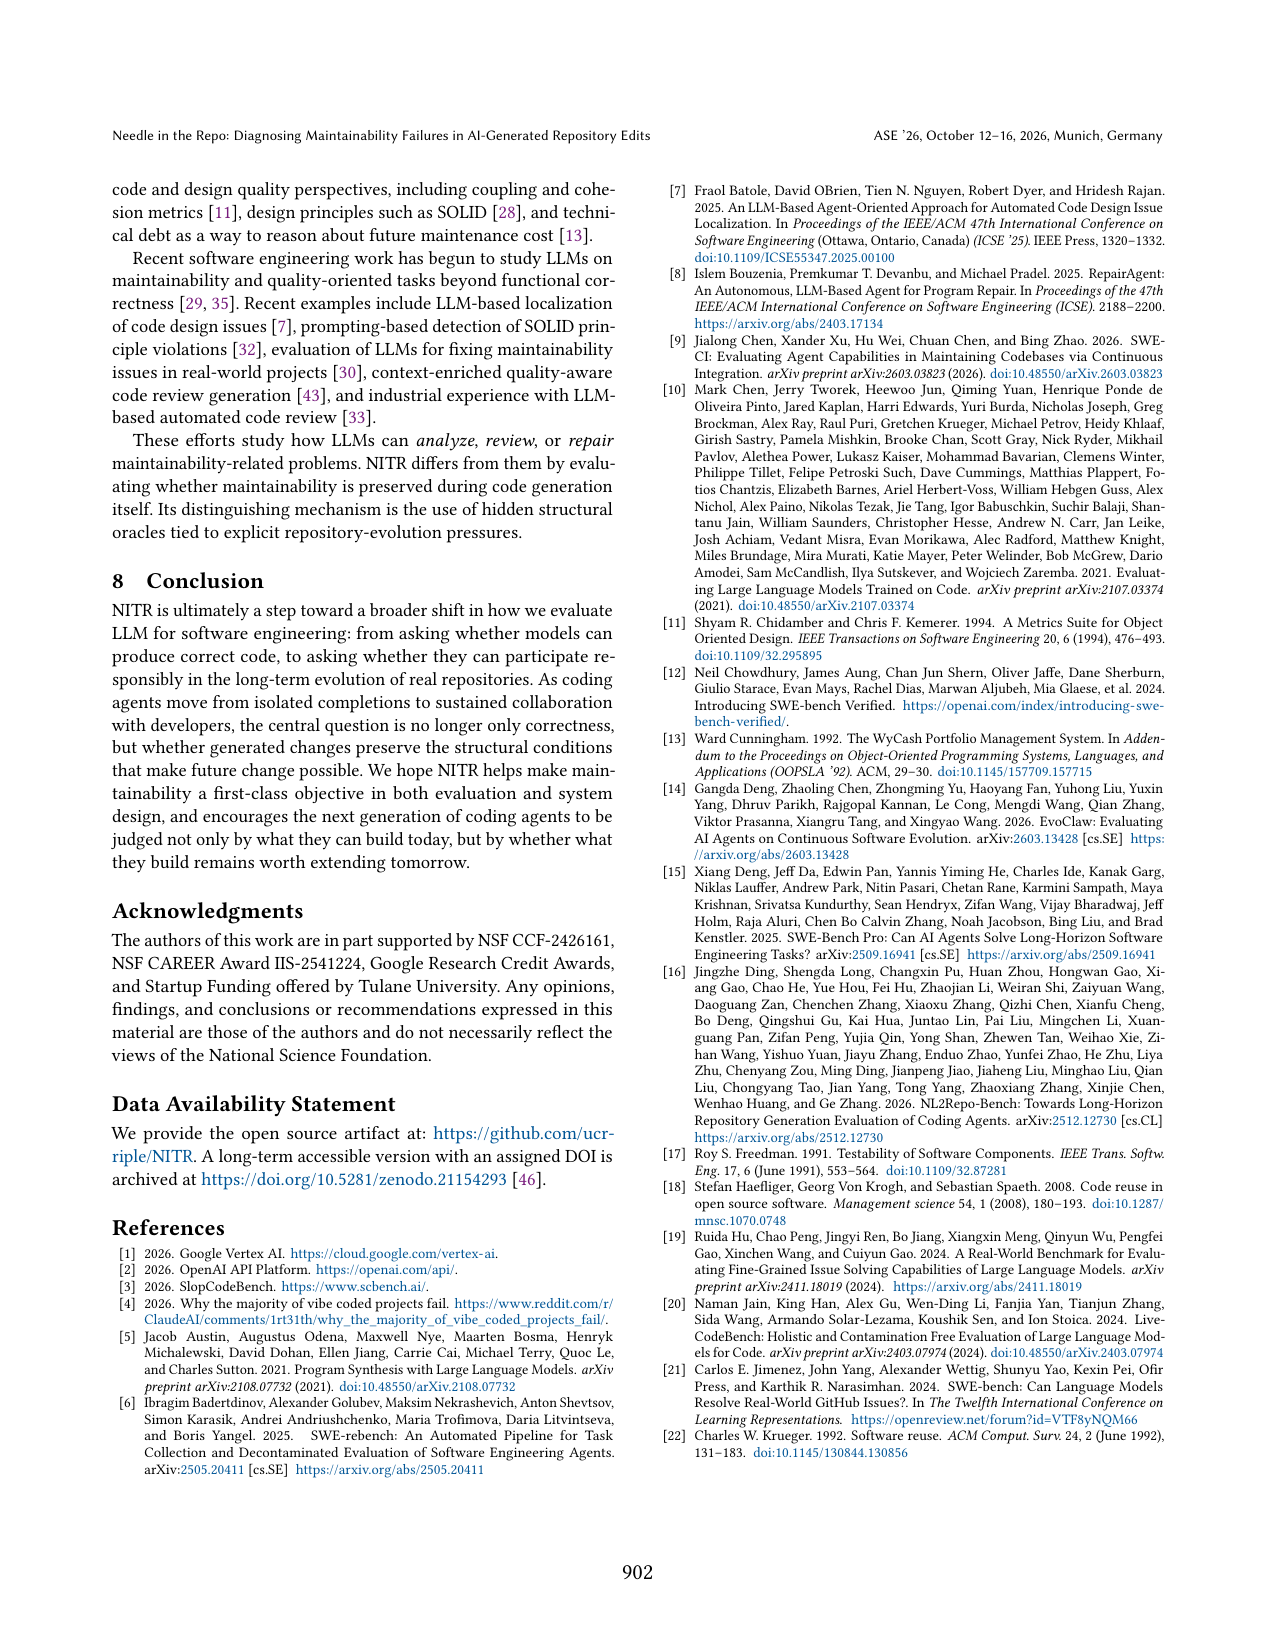 Needle in the Repo: Diagnosing Maintainability Failures in AI-Generated Repository Edits
ASE ’26, October 12–16, 2026, Munich, Germany
code and design quality perspectives, including coupling and cohe-
sion metrics [11], design principles such as SOLID [28], and techni-
cal debt as a way to reason about future maintenance cost [13].
Recent software engineering work has begun to study LLMs on
maintainability and quality-oriented tasks beyond functional cor-
rectness [29, 35]. Recent examples include LLM-based localization
of code design issues [7], prompting-based detection of SOLID prin-
ciple violations [32], evaluation of LLMs for fixing maintainability
issues in real-world projects [30], context-enriched quality-aware
code review generation [43], and industrial experience with LLM-
based automated code review [33].
These efforts study how LLMs can analyze, review, or repair
maintainability-related problems. NITR differs from them by evalu-
ating whether maintainability is preserved during code generation
itself. Its distinguishing mechanism is the use of hidden structural
oracles tied to explicit repository-evolution pressures.
8 Conclusion
NITR is ultimately a step toward a broader shift in how we evaluate
LLM for software engineering: from asking whether models can
produce correct code, to asking whether they can participate re-
sponsibly in the long-term evolution of real repositories. As coding
agents move from isolated completions to sustained collaboration
with developers, the central question is no longer only correctness,
but whether generated changes preserve the structural conditions
that make future change possible. We hope NITR helps make main-
tainability a first-class objective in both evaluation and system
design, and encourages the next generation of coding agents to be
judged not only by what they can build today, but by whether what
they build remains worth extending tomorrow.
Acknowledgments
The authors of this work are in part supported by NSF CCF-2426161,
NSF CAREER Award IIS-2541224, Google Research Credit Awards,
and Startup Funding offered by Tulane University. Any opinions,
findings, and conclusions or recommendations expressed in this
material are those of the authors and do not necessarily reflect the
views of the National Science Foundation.
Data Availability Statement
We provide the open source artifact at: https://github.com/ucr-
riple/NITR. A long-term accessible version with an assigned DOI is
archived at https://doi.org/10.5281/zenodo.21154293 [46].
References
[1] 2026. Google Vertex AI. https://cloud.google.com/vertex-ai.
[2] 2026. OpenAI API Platform. https://openai.com/api/.
[3] 2026. SlopCodeBench. https://www.scbench.ai/.
[4] 2026. Why the majority of vibe coded projects fail. https://www.reddit.com/r/
ClaudeAI/comments/1rt31th/why_the_majority_of_vibe_coded_projects_fail/.
[5] Jacob Austin, Augustus Odena, Maxwell Nye, Maarten Bosma, Henryk
Michalewski, David Dohan, Ellen Jiang, Carrie Cai, Michael Terry, Quoc Le,
and Charles Sutton. 2021. Program Synthesis with Large Language Models. arXiv
preprint arXiv:2108.07732 (2021). doi:10.48550/arXiv.2108.07732
[6] Ibragim Badertdinov, Alexander Golubev, Maksim Nekrashevich, Anton Shevtsov,
Simon Karasik, Andrei Andriushchenko, Maria Trofimova, Daria Litvintseva,
and Boris Yangel. 2025. SWE-rebench: An Automated Pipeline for Task
Collection and Decontaminated Evaluation of Software Engineering Agents.
arXiv:2505.20411 [cs.SE] https://arxiv.org/abs/2505.20411
[7] Fraol Batole, David OBrien, Tien N. Nguyen, Robert Dyer, and Hridesh Rajan.
2025. An LLM-Based Agent-Oriented Approach for Automated Code Design Issue
Localization. In Proceedings of the IEEE/ACM 47th International Conference on
Software Engineering (Ottawa, Ontario, Canada) (ICSE ’25). IEEE Press, 1320–1332.
doi:10.1109/ICSE55347.2025.00100
[8] Islem Bouzenia, Premkumar T. Devanbu, and Michael Pradel. 2025. RepairAgent:
An Autonomous, LLM-Based Agent for Program Repair. In Proceedings of the 47th
IEEE/ACM International Conference on Software Engineering (ICSE). 2188–2200.
https://arxiv.org/abs/2403.17134
[9] Jialong Chen, Xander Xu, Hu Wei, Chuan Chen, and Bing Zhao. 2026. SWE-
CI: Evaluating Agent Capabilities in Maintaining Codebases via Continuous
Integration. arXiv preprint arXiv:2603.03823 (2026). doi:10.48550/arXiv.2603.03823
[10] Mark Chen, Jerry Tworek, Heewoo Jun, Qiming Yuan, Henrique Ponde de
Oliveira Pinto, Jared Kaplan, Harri Edwards, Yuri Burda, Nicholas Joseph, Greg
Brockman, Alex Ray, Raul Puri, Gretchen Krueger, Michael Petrov, Heidy Khlaaf,
Girish Sastry, Pamela Mishkin, Brooke Chan, Scott Gray, Nick Ryder, Mikhail
Pavlov, Alethea Power, Lukasz Kaiser, Mohammad Bavarian, Clemens Winter,
Philippe Tillet, Felipe Petroski Such, Dave Cummings, Matthias Plappert, Fo-
tios Chantzis, Elizabeth Barnes, Ariel Herbert-Voss, William Hebgen Guss, Alex
Nichol, Alex Paino, Nikolas Tezak, Jie Tang, Igor Babuschkin, Suchir Balaji, Shan-
tanu Jain, William Saunders, Christopher Hesse, Andrew N. Carr, Jan Leike,
Josh Achiam, Vedant Misra, Evan Morikawa, Alec Radford, Matthew Knight,
Miles Brundage, Mira Murati, Katie Mayer, Peter Welinder, Bob McGrew, Dario
Amodei, Sam McCandlish, Ilya Sutskever, and Wojciech Zaremba. 2021. Evaluat-
ing Large Language Models Trained on Code. arXiv preprint arXiv:2107.03374
(2021). doi:10.48550/arXiv.2107.03374
[11] Shyam R. Chidamber and Chris F. Kemerer. 1994. A Metrics Suite for Object
Oriented Design. IEEE Transactions on Software Engineering 20, 6 (1994), 476–493.
doi:10.1109/32.295895
[12] Neil Chowdhury, James Aung, Chan Jun Shern, Oliver Jaffe, Dane Sherburn,
Giulio Starace, Evan Mays, Rachel Dias, Marwan Aljubeh, Mia Glaese, et al. 2024.
Introducing SWE-bench Verified. https://openai.com/index/introducing-swe-
bench-verified/.
[13] Ward Cunningham. 1992. The WyCash Portfolio Management System. In Adden-
dum to the Proceedings on Object-Oriented Programming Systems, Languages, and
Applications (OOPSLA ’92). ACM, 29–30. doi:10.1145/157709.157715
[14] Gangda Deng, Zhaoling Chen, Zhongming Yu, Haoyang Fan, Yuhong Liu, Yuxin
Yang, Dhruv Parikh, Rajgopal Kannan, Le Cong, Mengdi Wang, Qian Zhang,
Viktor Prasanna, Xiangru Tang, and Xingyao Wang. 2026. EvoClaw: Evaluating
AI Agents on Continuous Software Evolution. arXiv:2603.13428 [cs.SE] https:
//arxiv.org/abs/2603.13428
[15] Xiang Deng, Jeff Da, Edwin Pan, Yannis Yiming He, Charles Ide, Kanak Garg,
Niklas Lauffer, Andrew Park, Nitin Pasari, Chetan Rane, Karmini Sampath, Maya
Krishnan, Srivatsa Kundurthy, Sean Hendryx, Zifan Wang, Vijay Bharadwaj, Jeff
Holm, Raja Aluri, Chen Bo Calvin Zhang, Noah Jacobson, Bing Liu, and Brad
Kenstler. 2025. SWE-Bench Pro: Can AI Agents Solve Long-Horizon Software
Engineering Tasks? arXiv:2509.16941 [cs.SE] https://arxiv.org/abs/2509.16941
[16] Jingzhe Ding, Shengda Long, Changxin Pu, Huan Zhou, Hongwan Gao, Xi-
ang Gao, Chao He, Yue Hou, Fei Hu, Zhaojian Li, Weiran Shi, Zaiyuan Wang,
Daoguang Zan, Chenchen Zhang, Xiaoxu Zhang, Qizhi Chen, Xianfu Cheng,
Bo Deng, Qingshui Gu, Kai Hua, Juntao Lin, Pai Liu, Mingchen Li, Xuan-
guang Pan, Zifan Peng, Yujia Qin, Yong Shan, Zhewen Tan, Weihao Xie, Zi-
han Wang, Yishuo Yuan, Jiayu Zhang, Enduo Zhao, Yunfei Zhao, He Zhu, Liya
Zhu, Chenyang Zou, Ming Ding, Jianpeng Jiao, Jiaheng Liu, Minghao Liu, Qian
Liu, Chongyang Tao, Jian Yang, Tong Yang, Zhaoxiang Zhang, Xinjie Chen,
Wenhao Huang, and Ge Zhang. 2026. NL2Repo-Bench: Towards Long-Horizon
Repository Generation Evaluation of Coding Agents. arXiv:2512.12730 [cs.CL]
https://arxiv.org/abs/2512.12730
[17] Roy S. Freedman. 1991. Testability of Software Components. IEEE Trans. Softw.
Eng. 17, 6 (June 1991), 553–564. doi:10.1109/32.87281
[18] Stefan Haefliger, Georg Von Krogh, and Sebastian Spaeth. 2008. Code reuse in
open source software. Management science 54, 1 (2008), 180–193. doi:10.1287/
mnsc.1070.0748
[19] Ruida Hu, Chao Peng, Jingyi Ren, Bo Jiang, Xiangxin Meng, Qinyun Wu, Pengfei
Gao, Xinchen Wang, and Cuiyun Gao. 2024. A Real-World Benchmark for Evalu-
ating Fine-Grained Issue Solving Capabilities of Large Language Models. arXiv
preprint arXiv:2411.18019 (2024). https://arxiv.org/abs/2411.18019
[20] Naman Jain, King Han, Alex Gu, Wen-Ding Li, Fanjia Yan, Tianjun Zhang,
Sida Wang, Armando Solar-Lezama, Koushik Sen, and Ion Stoica. 2024. Live-
CodeBench: Holistic and Contamination Free Evaluation of Large Language Mod-
els for Code. arXiv preprint arXiv:2403.07974 (2024). doi:10.48550/arXiv.2403.07974
[21] Carlos E. Jimenez, John Yang, Alexander Wettig, Shunyu Yao, Kexin Pei, Ofir
Press, and Karthik R. Narasimhan. 2024. SWE-bench: Can Language Models
Resolve Real-World GitHub Issues?. In The Twelfth International Conference on
Learning Representations. https://openreview.net/forum?id=VTF8yNQM66
[22] Charles W. Krueger. 1992. Software reuse. ACM Comput. Surv. 24, 2 (June 1992),
131–183. doi:10.1145/130844.130856
902